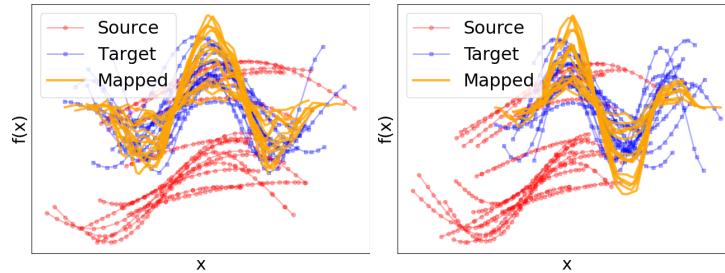 Source
Target
Mapped
f(x)
x
Source
Target
Mapped
f(x)
x